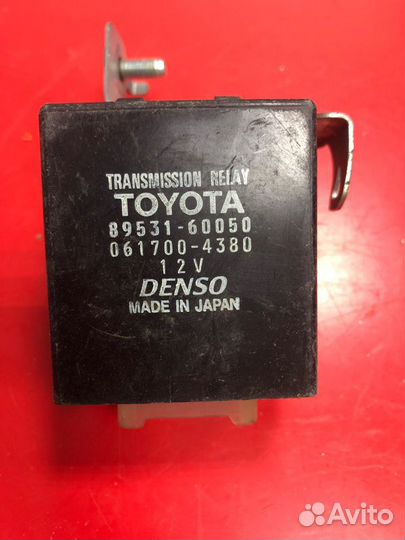 TRANSMISSION RELAY
TOYOTA
89531-60050
061700-4380
12V
DENSO
MADE IN JAPAN
Avito